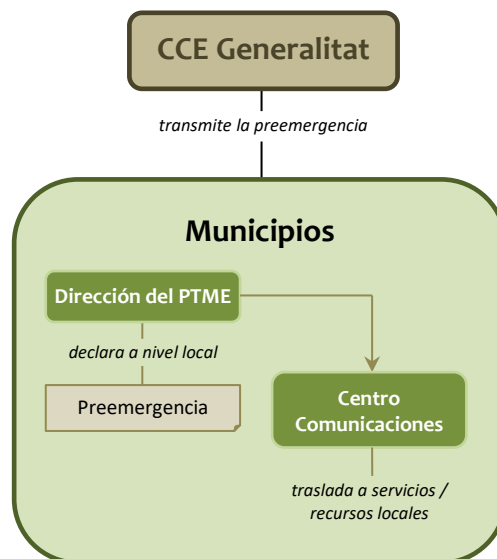 CCE Generalitat
transmite la preemergencia
Municipios
Dirección del PTME
declara a nivel local
Preemergencia
Centro
Comunicaciones
traslada a servicios /
recursos locales